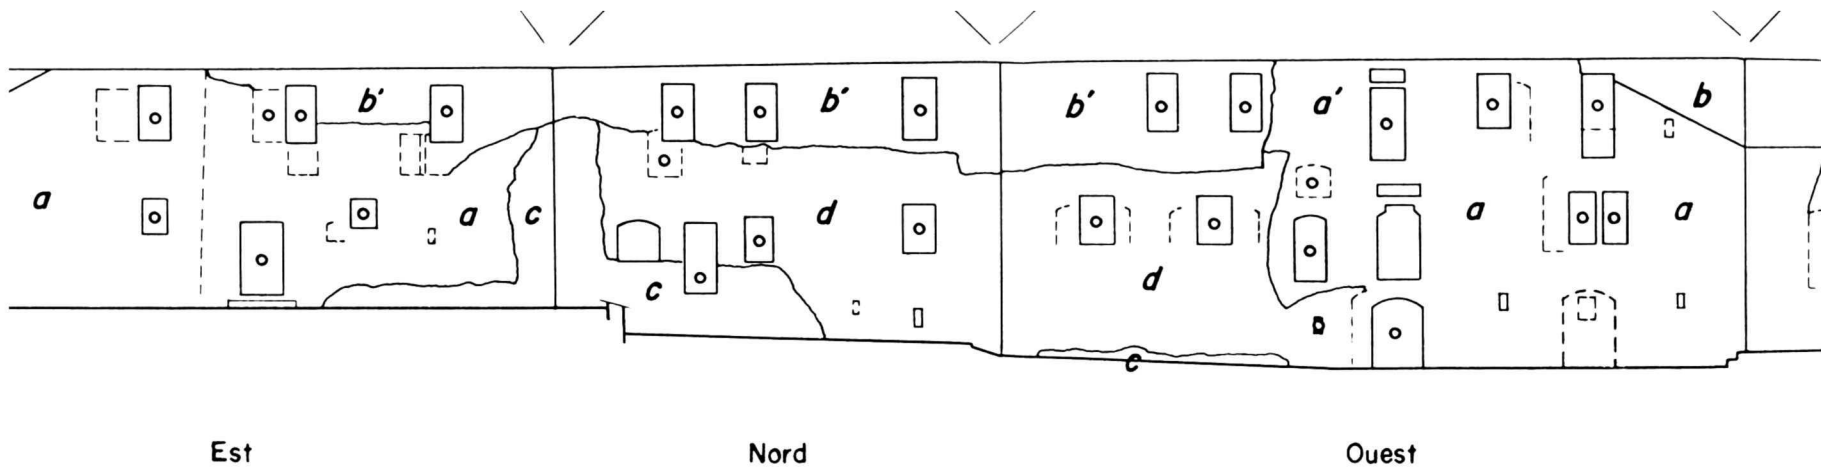 b' b' b' a' b
a a c d d a a
c
c
Est Nord Ouest